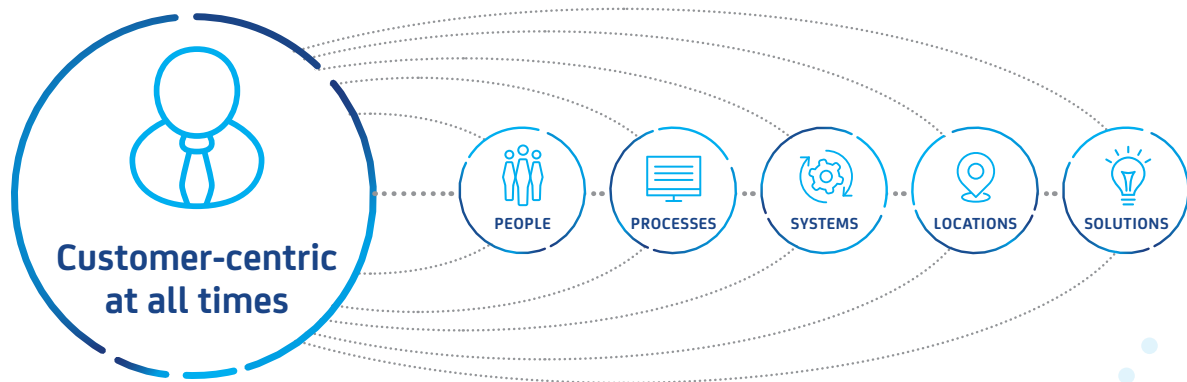 PEOPLE
PROCESSES
SYSTEMS
LOCATIONS
SOLUTIONS
Customer-centric
at all times